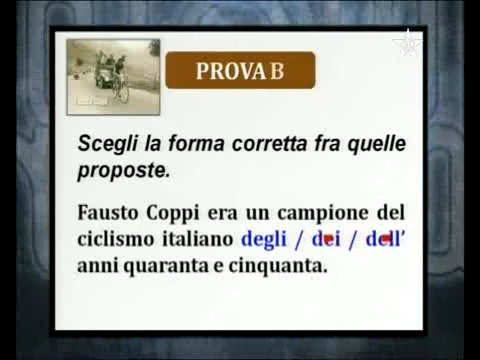 PROVA B
Scegli la forma corretta fra quelle
proposte.
Fausto Coppi era un campione del
ciclismo italiano degli / dei / dell'
anni quaranta e cinquanta.